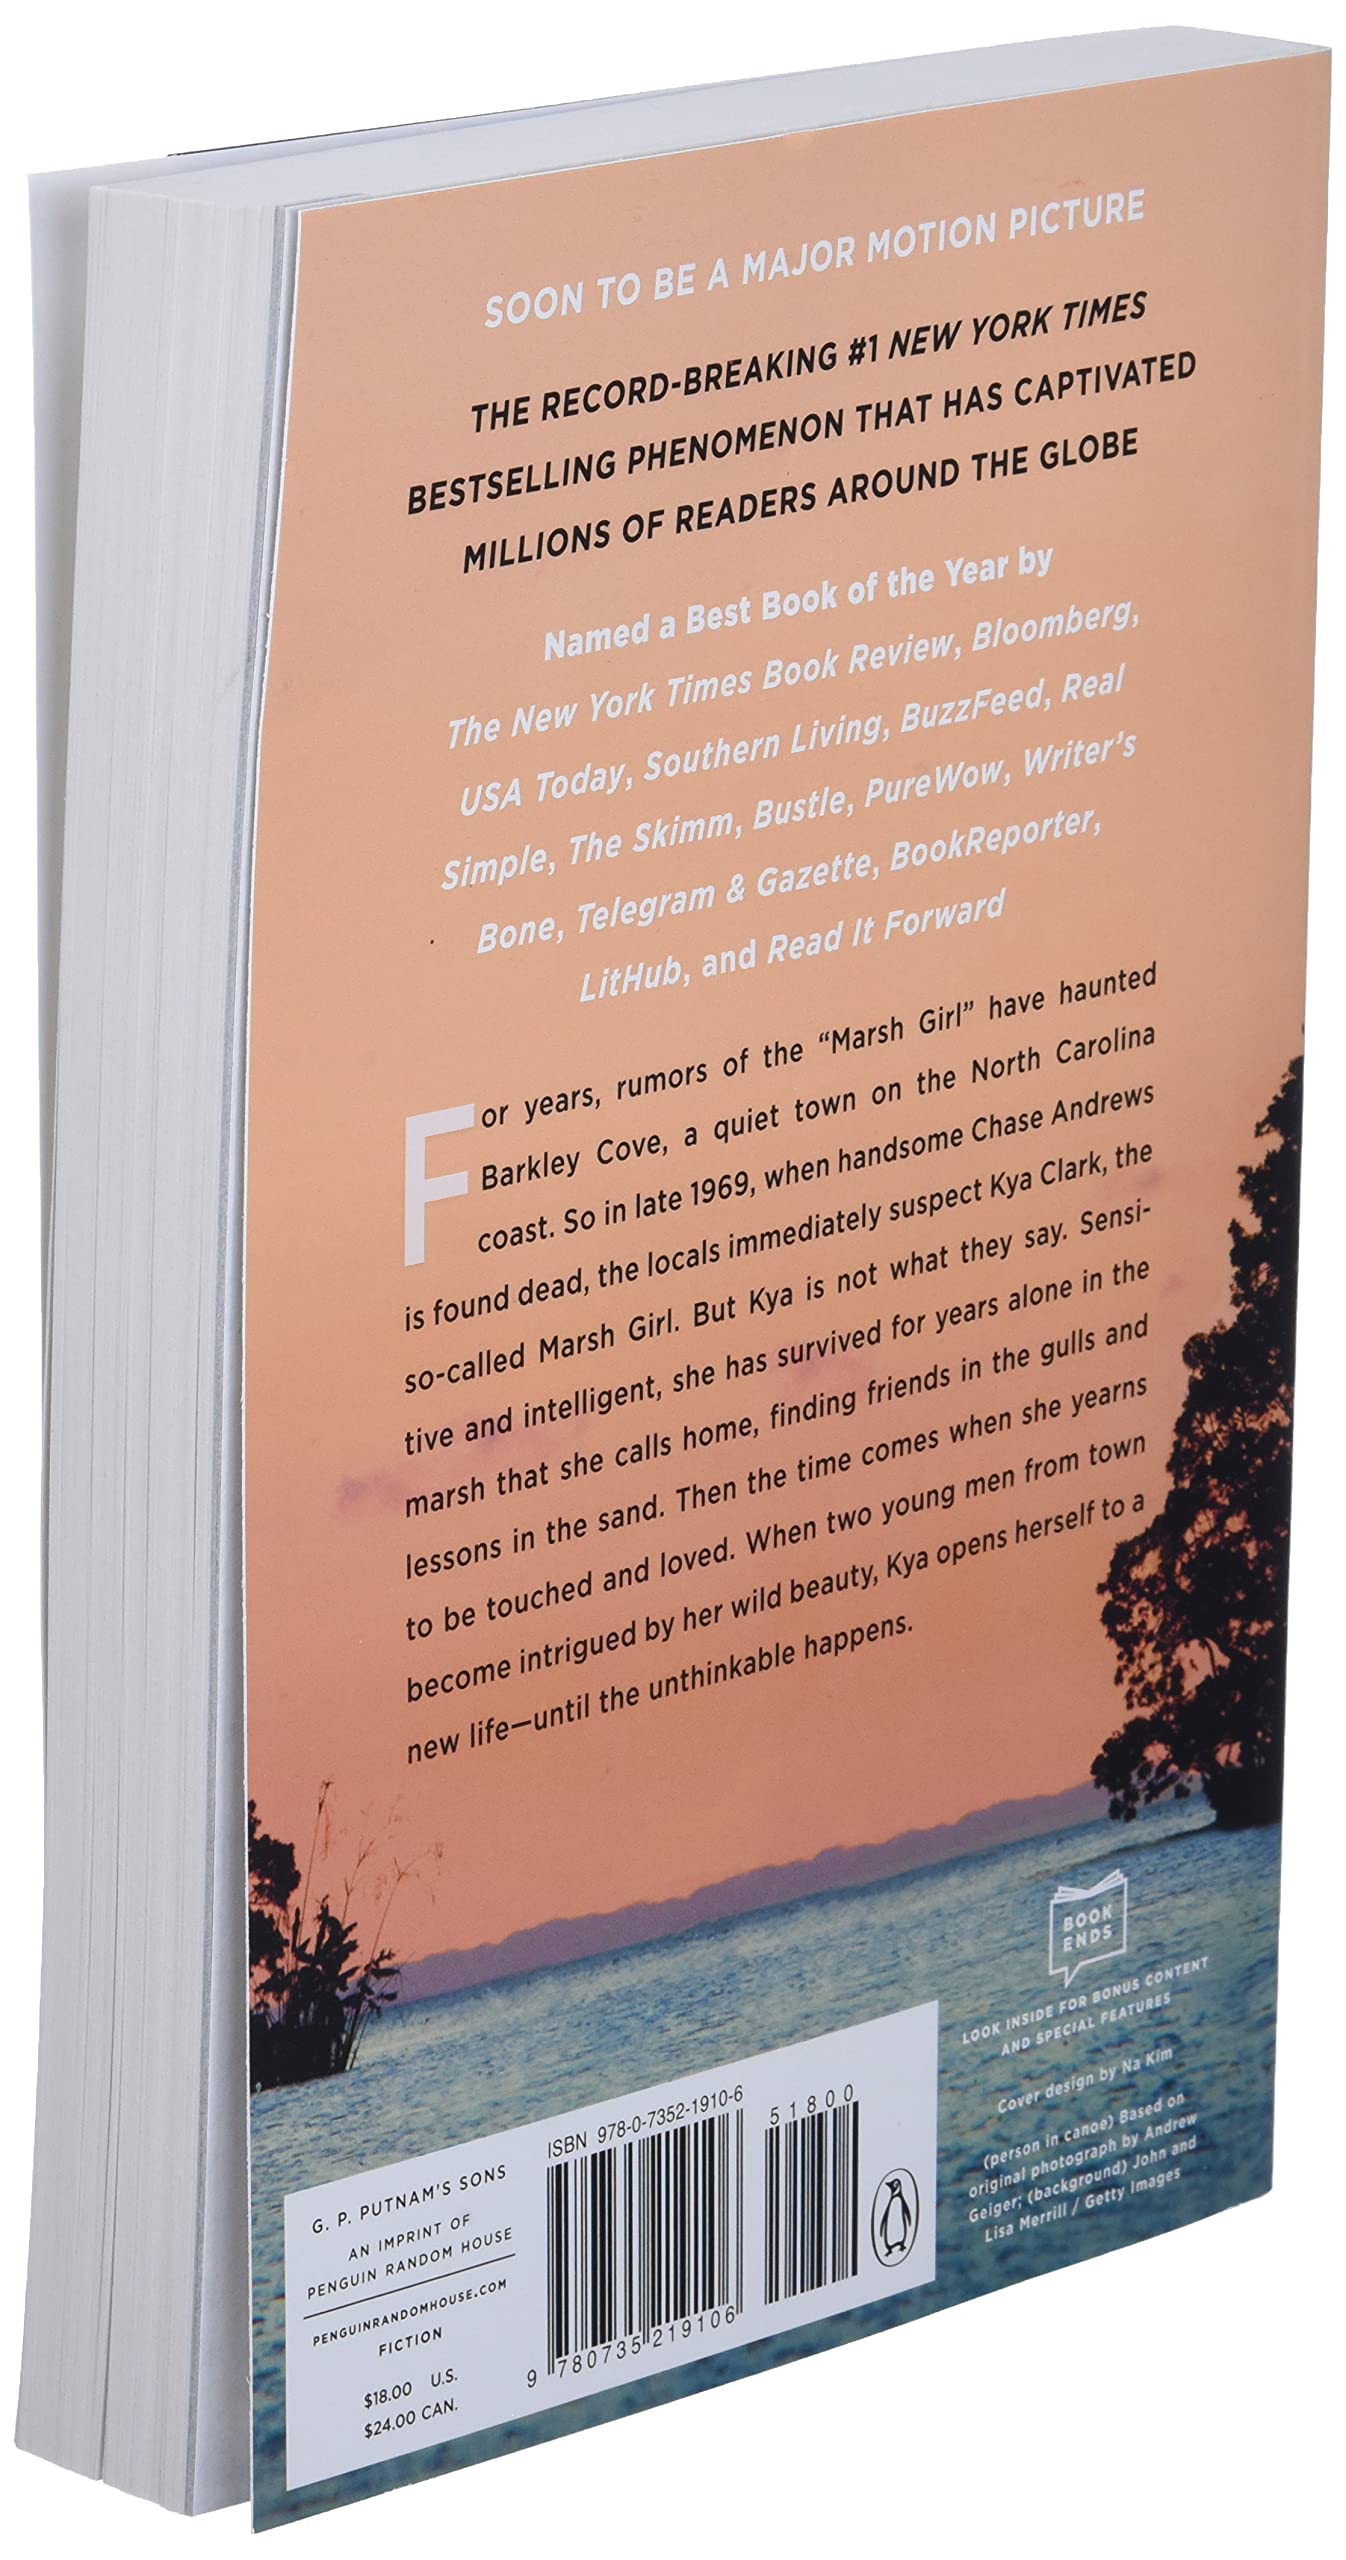 SOON TO BE A MAJOR MOTION PICTURE
THE RECORD-BREAKING #1 NEW YORK TIMES
BESTSELLING PHENOMENON THAT HAS CAPTIVATED
MILLIONS OF READERS AROUND THE GLOBE
Named a Best Book of the Year by
The New York Times Book Review, Bloomberg,
USA Today, Southern Living, BuzzFeed, Real
Simple, The Skimm, Bustle, PureWow, Writer's
Bone, Telegram & Gazette, BookReporter,
LitHub, and Read It Forward
For years, rumors of the “Marsh Girl” have haunted
Barkley Cove, a quiet town on the North Carolina
coast. So in late 1969, when handsome Chase Andrews
is found dead, the locals immediately suspect Kya Clark, the
so-called Marsh Girl. But Kya is not what they say. Sensi-
tive and intelligent, she has survived for years alone in the
marsh that she calls home, finding friends in the gulls and
lessons in the sand. Then the time comes when she yearns
to be touched and loved. When two young men from town
become intrigued by her wild beauty, Kya opens herself to a
new life—until the unthinkable happens.
BOOK
ENDS
LOOK INSIDE FOR BONUS CONTENT
AND SPECIAL FEATURES
Cover design by Na Kim
(person in canoe) Based on
original photograph by Andrew
Geiger; (background) John and
Lisa Merrill / Getty Images
G. P. PUTNAM'S SONS
AN IMPRINT OF
PENGUIN RANDOM HOUSE
PENGUINRANDOMHOUSE.COM
FICTION
$18.00 U.S.
$24.00 CAN.
ISBN 978-0-7352-1910-6
51800
9 780735 219106